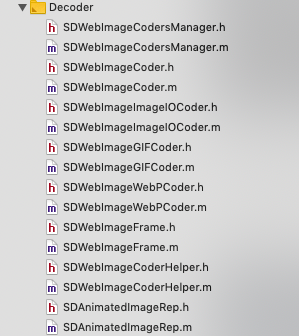 Decoder
h SDWebImageCodersManager.h
m SDWebImageCodersManager.m
h SDWebImageCoder.h
m SDWebImageCoder.m
h SDWebImageImageIOCoder.h
m SDWebImageImageIOCoder.m
h SDWebImageGIFCoder.h
m SDWebImageGIFCoder.m
h SDWebImageWebPCoder.h
m SDWebImageWebPCoder.m
h SDWebImageFrame.h
m SDWebImageFrame.m
h SDWebImageCoderHelper.h
m SDWebImageCoderHelper.m
h SDAnimatedImageRep.h
m SDAnimatedImageRep.m